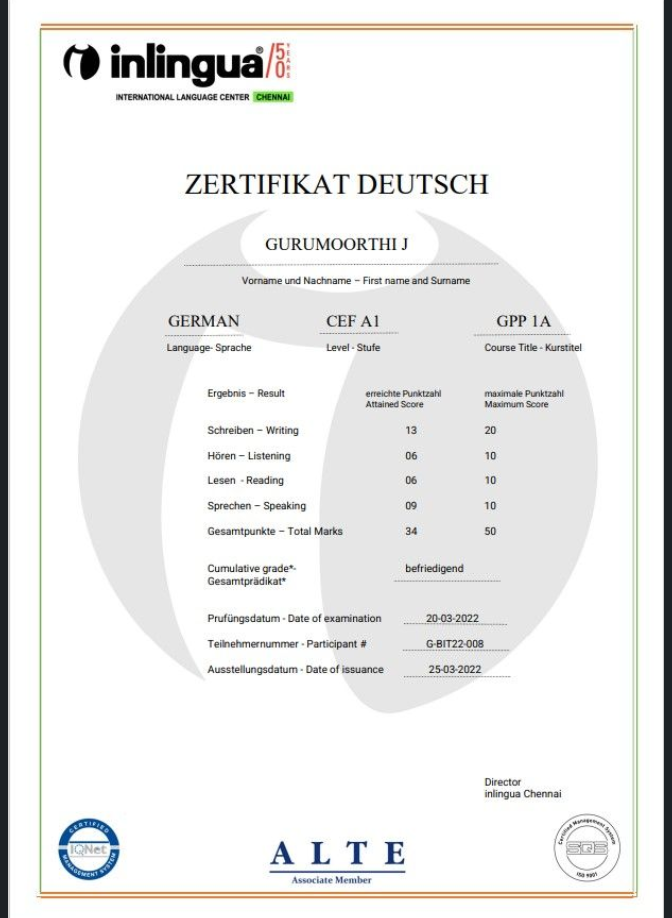 inlingua® /50 YEARS
INTERNATIONAL LANGUAGE CENTER CHENNAI
ZERTIFIKAT DEUTSCH
GURUMOORTHI J
Vorname und Nachname – First name and Surname
GERMAN CEF A1 GPP 1A
Language- Sprache Level - Stufe Course Title - Kurstitel
Ergebnis – Result erreichte Punktzahl maximale Punktzahl
Attained Score Maximum Score
Schreiben – Writing 13 20
Hören – Listening 06 10
Lesen - Reading 06 10
Sprechen – Speaking 09 10
Gesamtpunkte – Total Marks 34 50
Cumulative grade*- befriedigend
Gesamtprädikat*
Prufüngsdatum - Date of examination 20-03-2022
Teilnehmernummer - Participant # G-BIT22-008
Ausstellungsdatum - Date of issuance 25-03-2022
Director
inlingua Chennai
CERTIFIED
IQNet
MANAGEMENT SYSTEM
ALTE
Associate Member
Certified Management System
SQS
ISO 9001